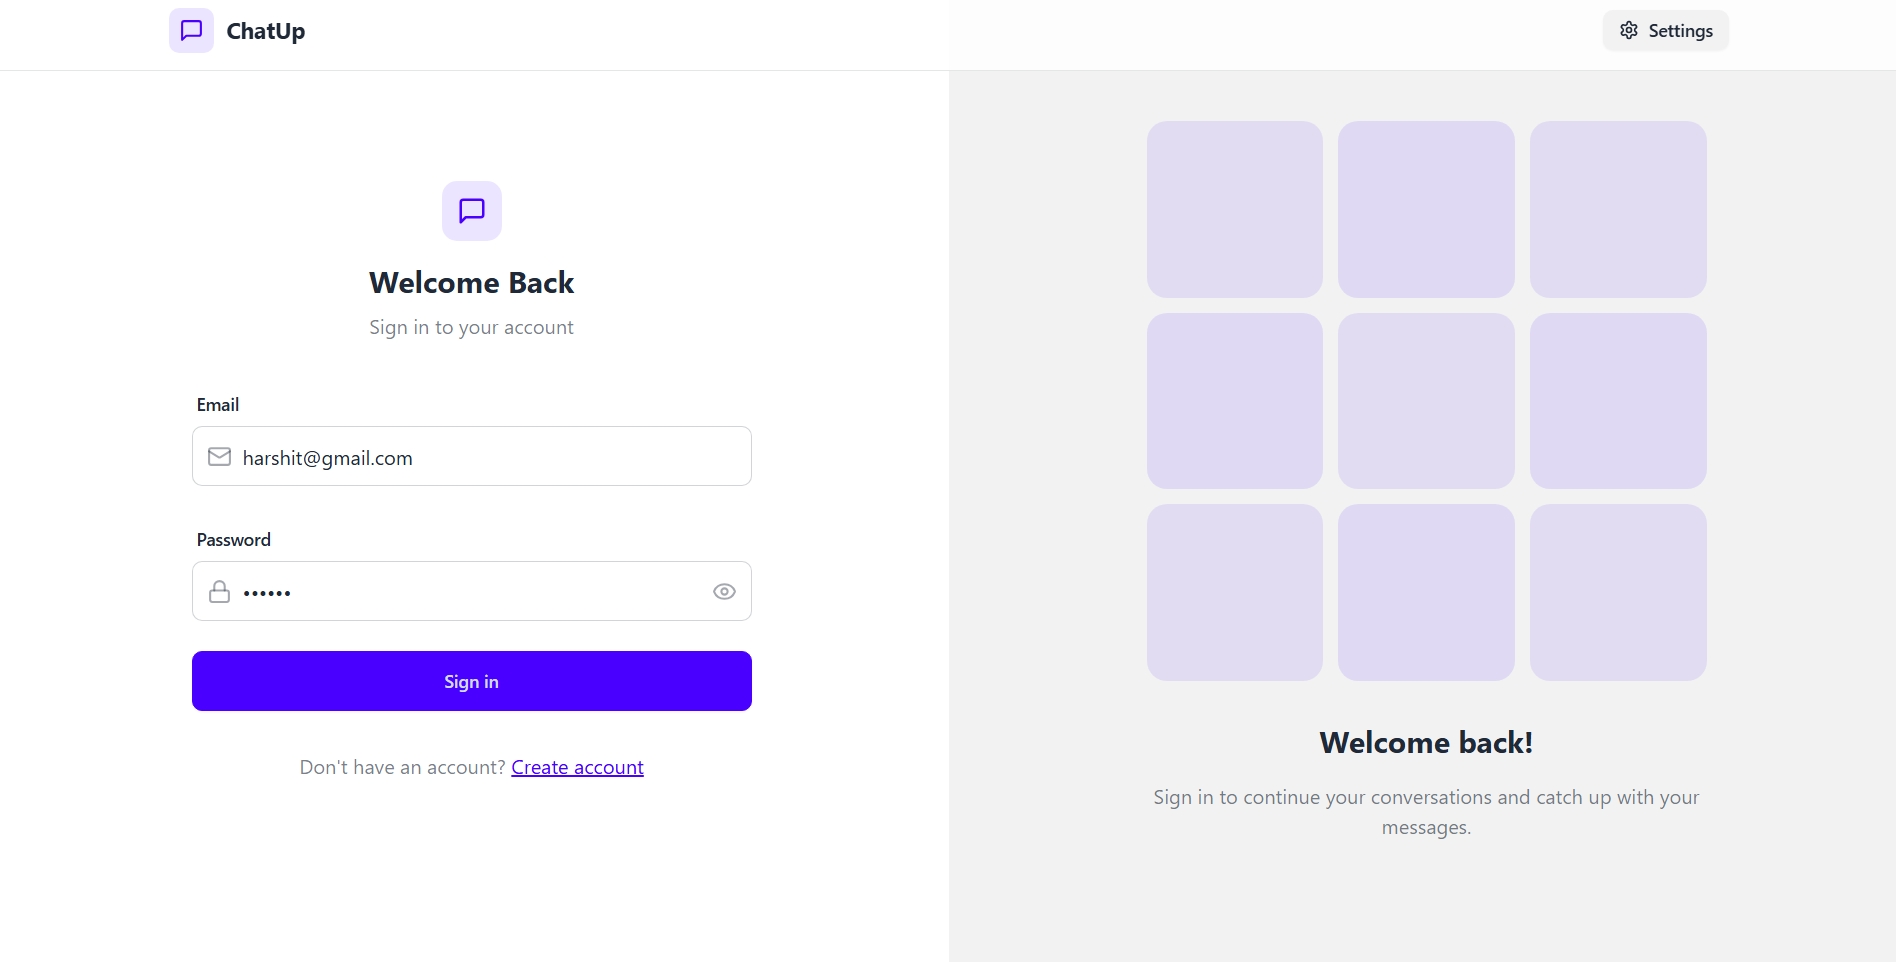 ChatUp
Settings
Welcome Back
Sign in to your account
Email
harshit@gmail.com
Password
••••••
Sign in
Don't have an account? Create account
Welcome back!
Sign in to continue your conversations and catch up with your
messages.